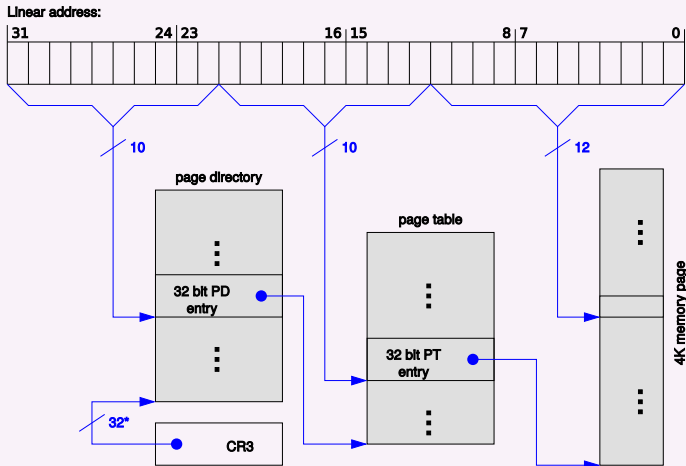 Linear address:
31 24 23 16 15 8 7 0
10 10 12
page directory
page table
32 bit PD
entry
32 bit PT
entry
4K memory page
32*
CR3